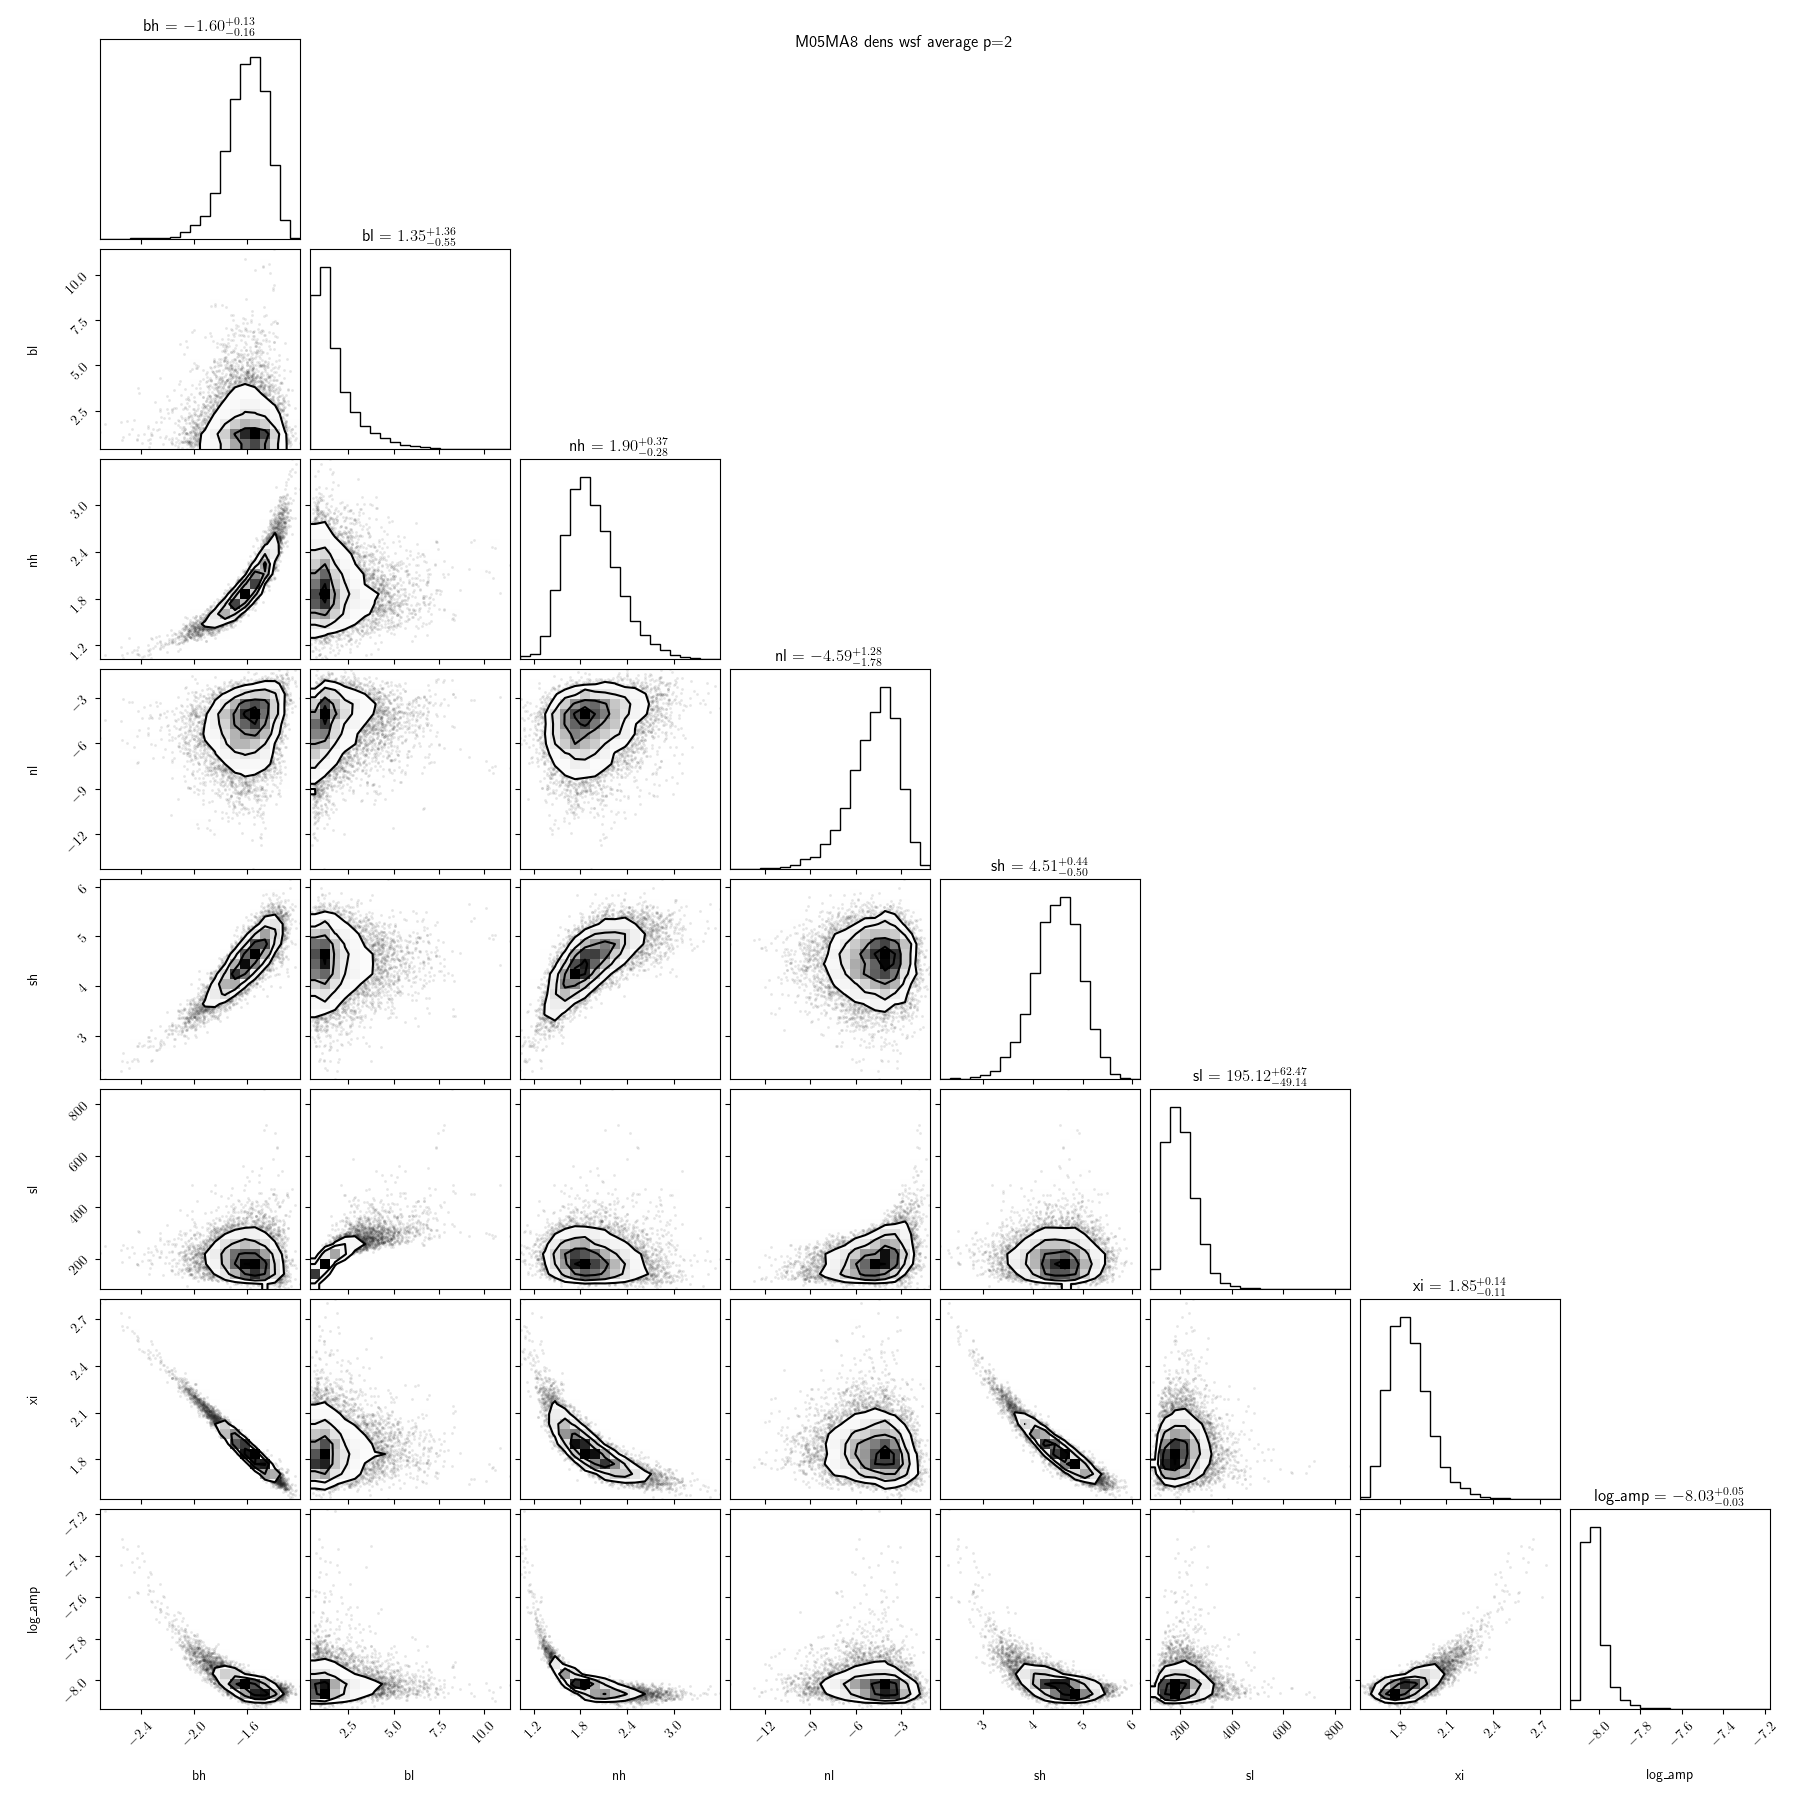 M05MA8 dens wsf average p=2
bh = −1.60+0.13−0.16
bl = 1.35+1.36−0.55
10.0
7.5
5.0
2.5
bl
nh = 1.90+0.37−0.28
3.0
2.4
1.8
1.2
nh
nl = −4.59+1.28−1.78
−3
−6
−9
−12
nl
sh = 4.51+0.44−0.50
6
5
4
3
sh
sl = 195.12+62.47−49.14
800
600
400
200
sl
xi = 1.85+0.14−0.11
2.7
2.4
2.1
1.8
xi
log_amp = −8.03+0.05−0.03
−7.2
−7.4
−7.6
−7.8
−8.0
log_amp
−2.4 −2.0 −1.6 2.5 5.0 7.5 10.0 1.2 1.8 2.4 3.0 −12 −9 −6 −3 3 4 5 6 200 400 600 800 1.8 2.1 2.4 2.7 −8.0 −7.8 −7.6 −7.4 −7.2
bh bl nh nl sh sl xi log_amp